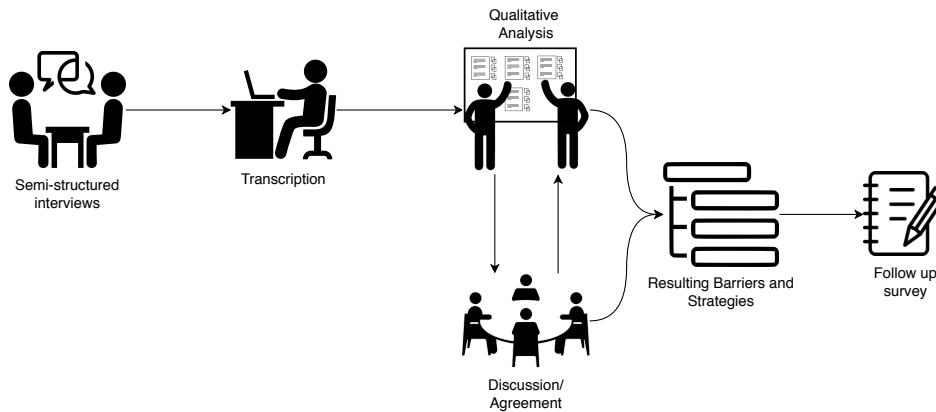 Qualitative
Analysis
Semi-structured
interviews
Transcription
Resulting Barriers and
Strategies
Follow up
survey
Discussion/
Agreement